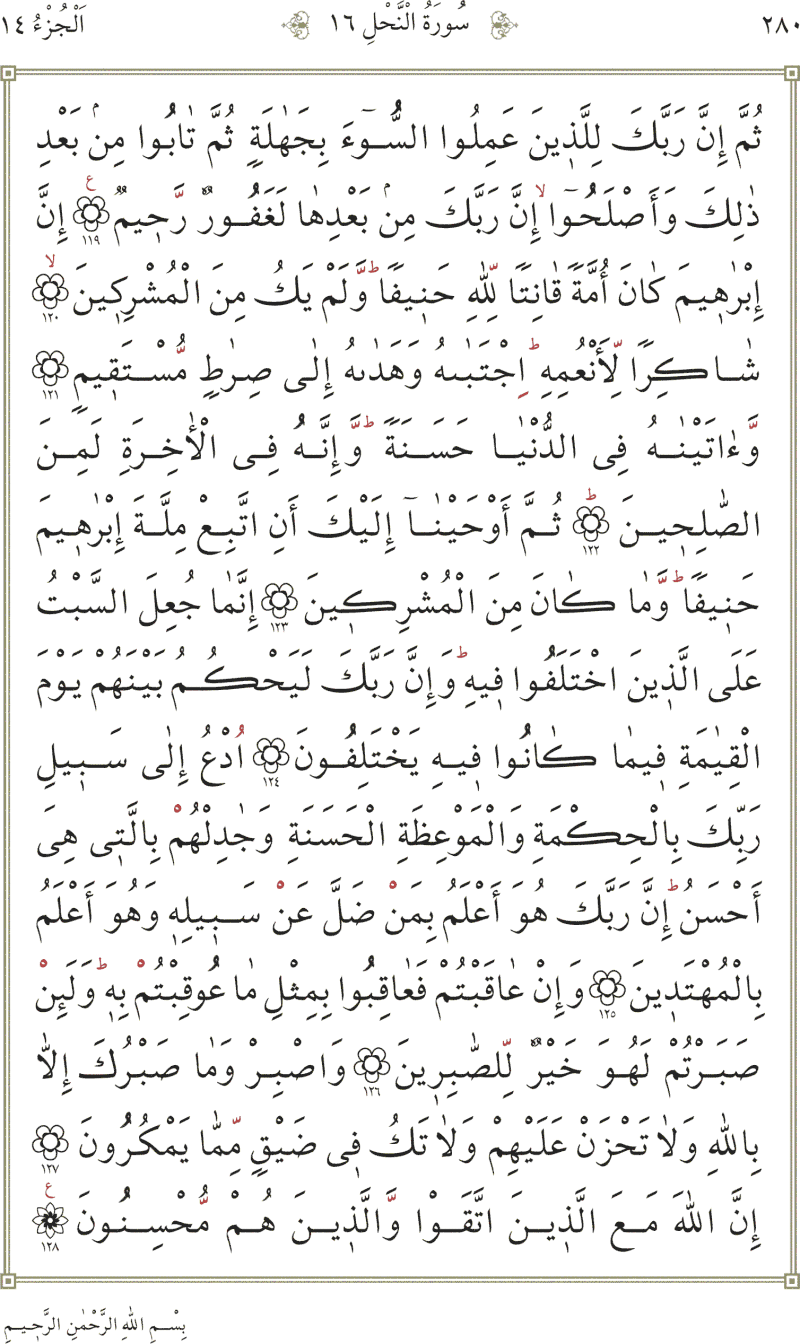 ٢٨٠ سُورَةُ الْنَّحْلِ ١٦ اَلْجُزْءُ ١٤
ثُمَّ إِنَّ رَبَّكَ لِلَّذِينَ عَمِلُوا السُّوٓءَ بِجَهٰلَةٍ ثُمَّ تٰابُوا مِنۢ بَعْدِ
ذٰلِكَ وَأَصْلَحُوٓا ۙ إِنَّ رَبَّكَ مِنۢ بَعْدِهٰا لَغَفُورٌ رَّحِيمٌ ١١٩ ع إِنَّ
إِبْرٰهِيمَ كٰانَ أُمَّةً قٰانِتًا لِّلّٰهِ حَنِيفًا ؕ وَّلَمْ يَكُ مِنَ الْمُشْرِكِينَ ١٢٠ ۙ
شٰاكِرًا لِّأَنْعُمِهِ ؕ اِجْتَبٰىهُ وَهَدٰىهُ إِلٰى صِرٰطٍ مُّسْتَقِيمٍ ١٢١
وَّءٰاتَيْنٰهُ فِى الدُّنْيٰا حَسَنَةً ؕ وَّإِنَّهُ فِى الْأٰخِرَةِ لَمِنَ
الصّٰلِحِينَ ١٢٢ ؕ ثُمَّ أَوْحَيْنٰآ إِلَيْكَ أَنِ اتَّبِعْ مِلَّةَ إِبْرٰهِيمَ
حَنِيفًا ؕ وَّمٰا كٰانَ مِنَ الْمُشْرِكِينَ ١٢٣ إِنَّمٰا جُعِلَ السَّبْتُ
عَلَى الَّذِينَ اخْتَلَفُوا فِيهِ ؕ وَإِنَّ رَبَّكَ لَيَحْكُمُ بَيْنَهُمْ يَوْمَ
الْقِيٰمَةِ فِيمٰا كٰانُوا فِيهِ يَخْتَلِفُونَ ١٢٤ اُدْعُ إِلٰى سَبِيلِ
رَبِّكَ بِالْحِكْمَةِ وَالْمَوْعِظَةِ الْحَسَنَةِ وَجٰدِلْهُمْ بِالَّتِى هِىَ
أَحْسَنُ ؕ إِنَّ رَبَّكَ هُوَ أَعْلَمُ بِمَنْ ضَلَّ عَنْ سَبِيلِهِ وَهُوَ أَعْلَمُ
بِالْمُهْتَدِينَ ١٢٥ وَإِنْ عٰاقَبْتُمْ فَعٰاقِبُوا بِمِثْلِ مٰا عُوقِبْتُمْ بِهِ ؕ وَلَئِنْ
صَبَرْتُمْ لَهُوَ خَيْرٌ لِّلصّٰبِرِينَ ١٢٦ وَاصْبِرْ وَمٰا صَبْرُكَ إِلّٰا
بِاللّٰهِ وَلٰا تَحْزَنْ عَلَيْهِمْ وَلٰا تَكُ فِى ضَيْقٍ مِّمّٰا يَمْكُرُونَ ١٢٧
إِنَّ اللّٰهَ مَعَ الَّذِينَ اتَّقَوْا وَّالَّذِينَ هُمْ مُّحْسِنُونَ ١٢٨ ع
بِسْمِ اللّٰهِ الرَّحْمٰنِ الرَّحِيمِ